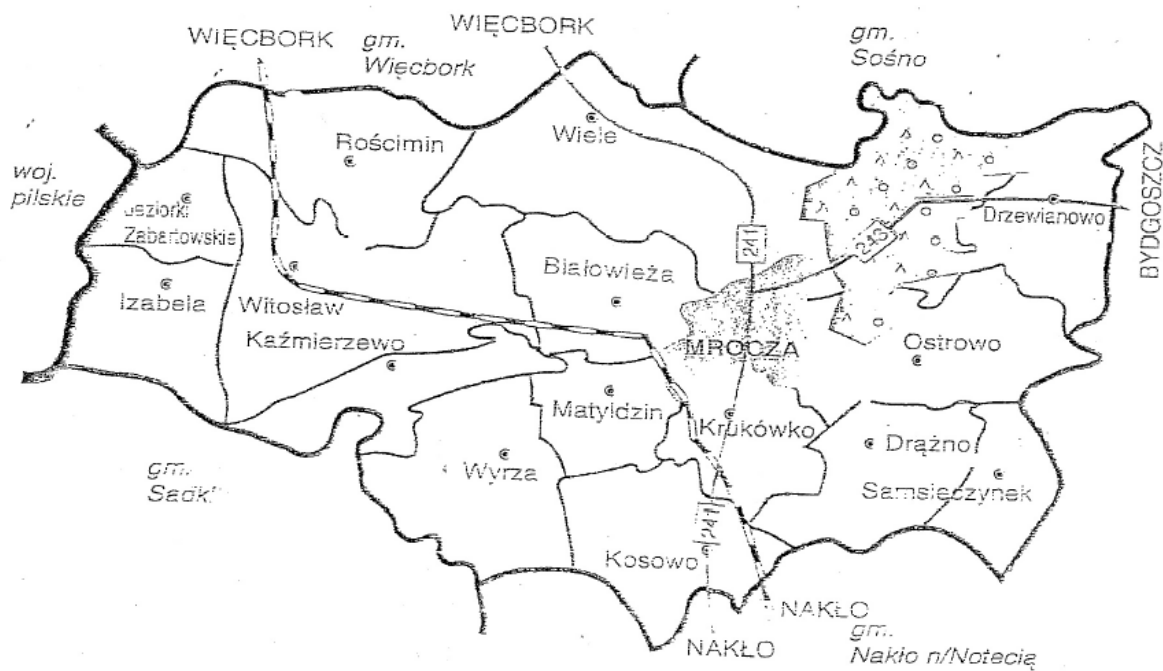 WIĘCBORK
gm.
Więcbork
WIĘCBORK
gm.
Sośno
woj.
pilskie
Rościmin
Wiele
Jeziorki
Zabartowskie
Drzewianowo
BYDGOSZCZ
241
243
Białowieża
Izabela
Witosław
Kaźmierzewo
MROCZA
Ostrowo
Matyldzin
Krukówko
Drążno
gm.
Sadki
Wyrza
Samsieczynek
241
Kosowo
NAKŁO
NAKŁO
gm.
Nakło n/Notecią